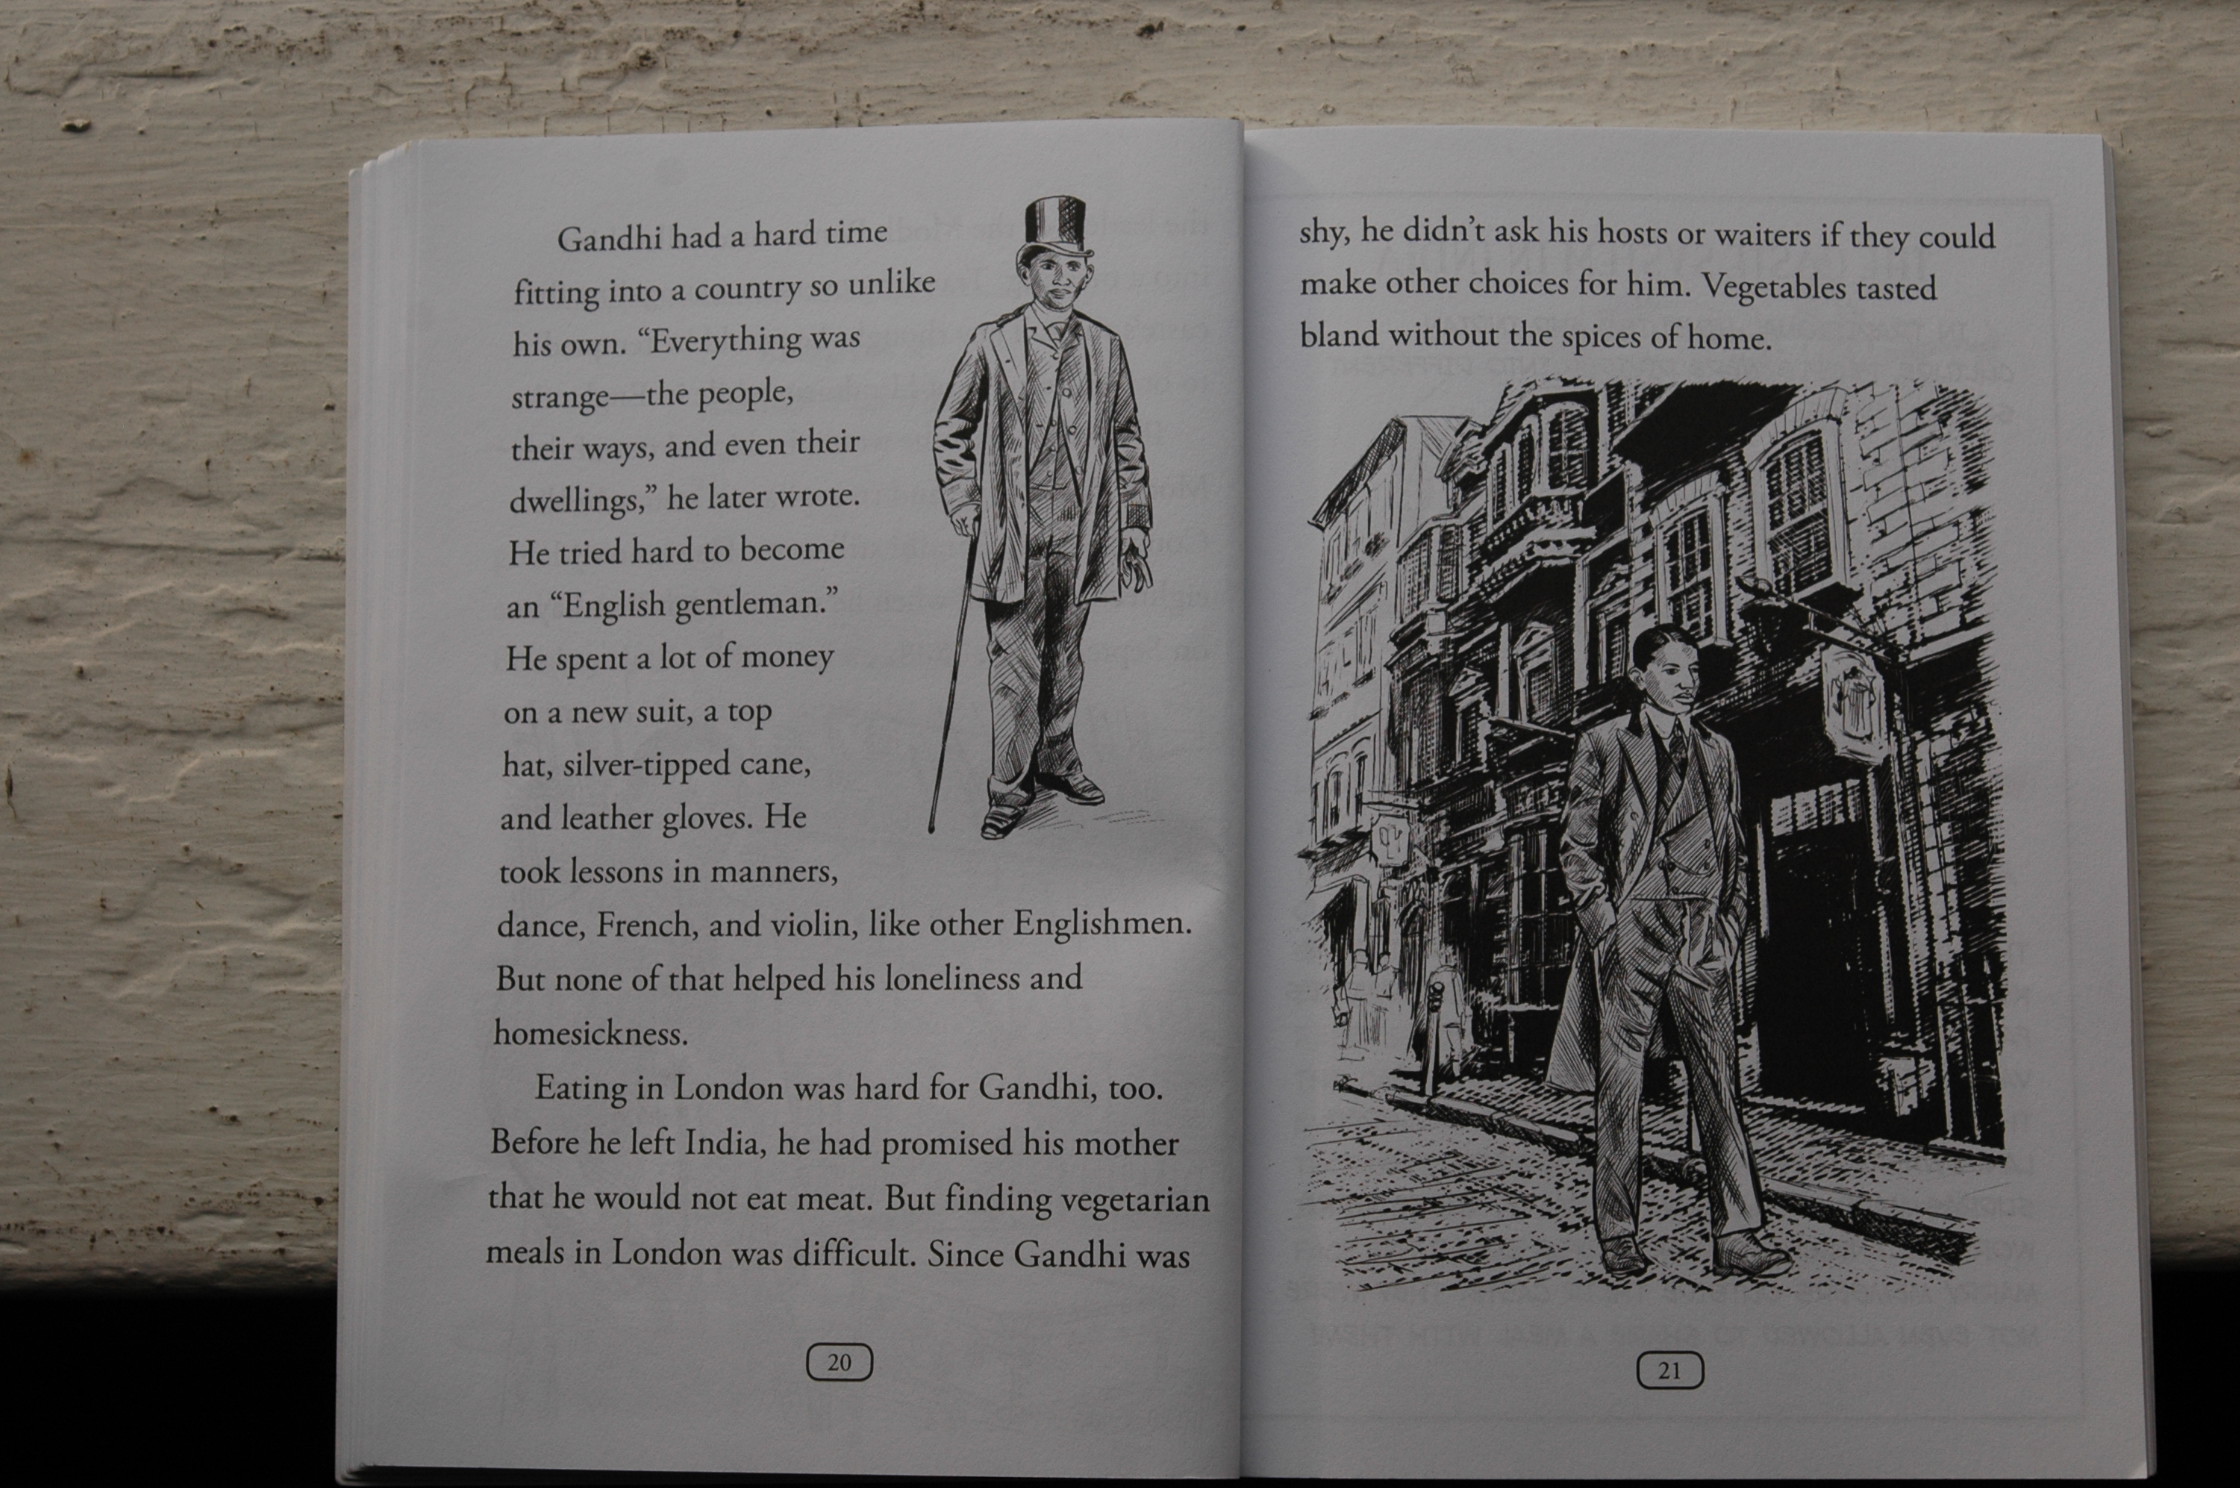 Gandhi had a hard time
fitting into a country so unlike
his own. “Everything was
strange—the people,
their ways, and even their
dwellings,” he later wrote.
He tried hard to become
an “English gentleman.”
He spent a lot of money
on a new suit, a top
hat, silver-tipped cane,
and leather gloves. He
took lessons in manners,
dance, French, and violin, like other Englishmen.
But none of that helped his loneliness and
homesickness.
Eating in London was hard for Gandhi, too.
Before he left India, he had promised his mother
that he would not eat meat. But finding vegetarian
meals in London was difficult. Since Gandhi was
20
shy, he didn’t ask his hosts or waiters if they could
make other choices for him. Vegetables tasted
bland without the spices of home.
21